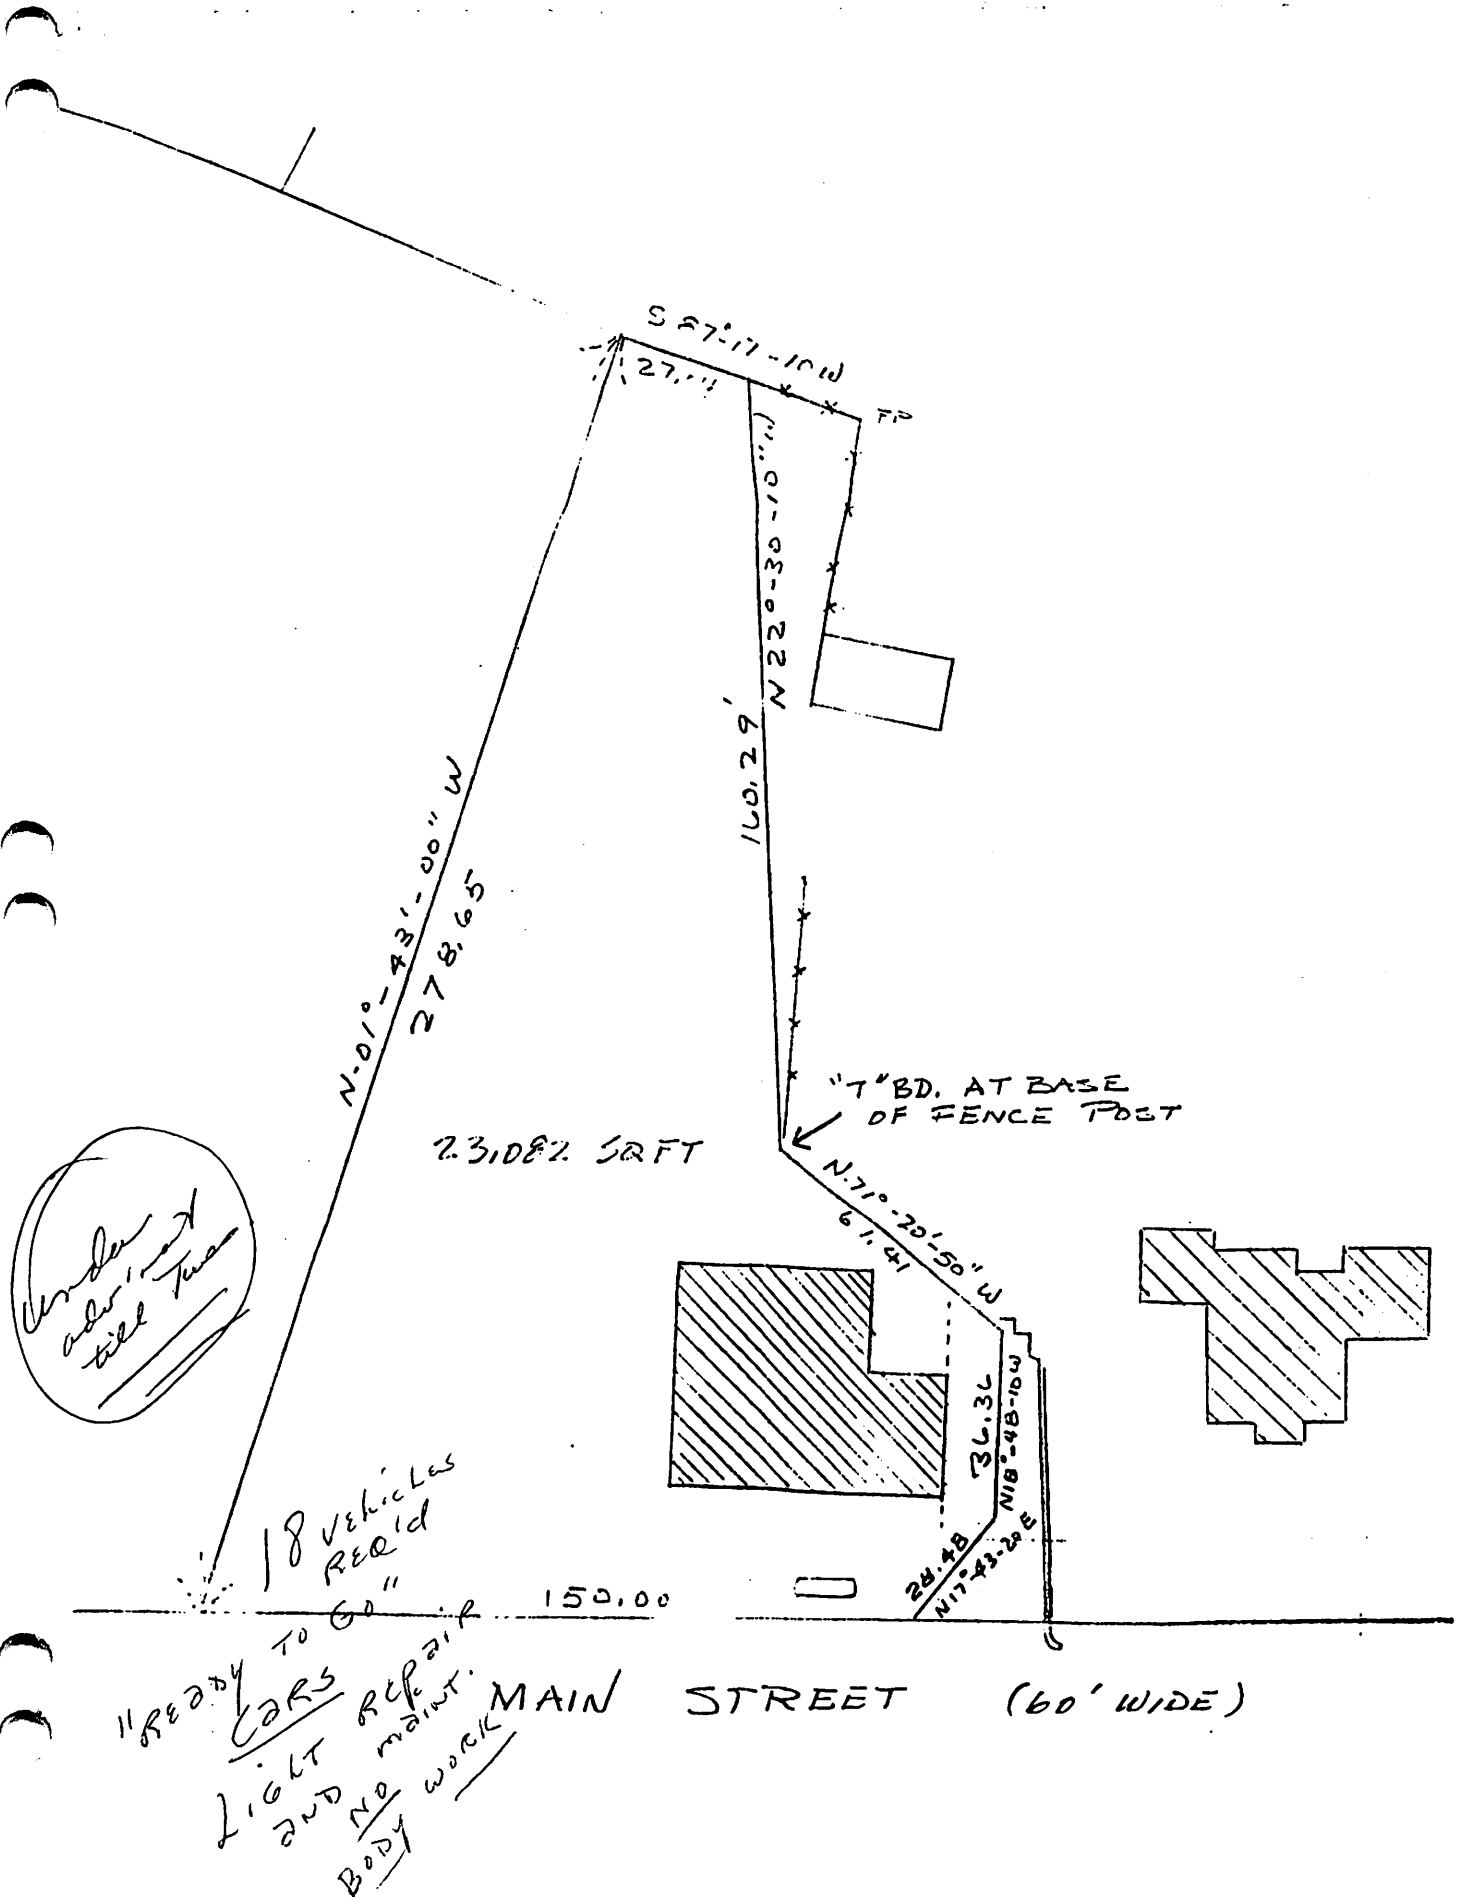 S 87°-17-10 W
27.
FP
N 22°-30-10" W
160.29'
N-01°-43'-00" W
278.65
"T" BD. AT BASE
OF FENCE POST
23,082 SQ FT
N.71°-20'-50" W
61.41
under
till Tues
36.36
N18°-48-10W
28.48
N17°-43-20E
18 vehicles
REQ'd
150.00
"READY TO GO"
CARS
LIGHT REPAIR
AND maint.
NO
BODY WORK
MAIN STREET (60' WIDE)